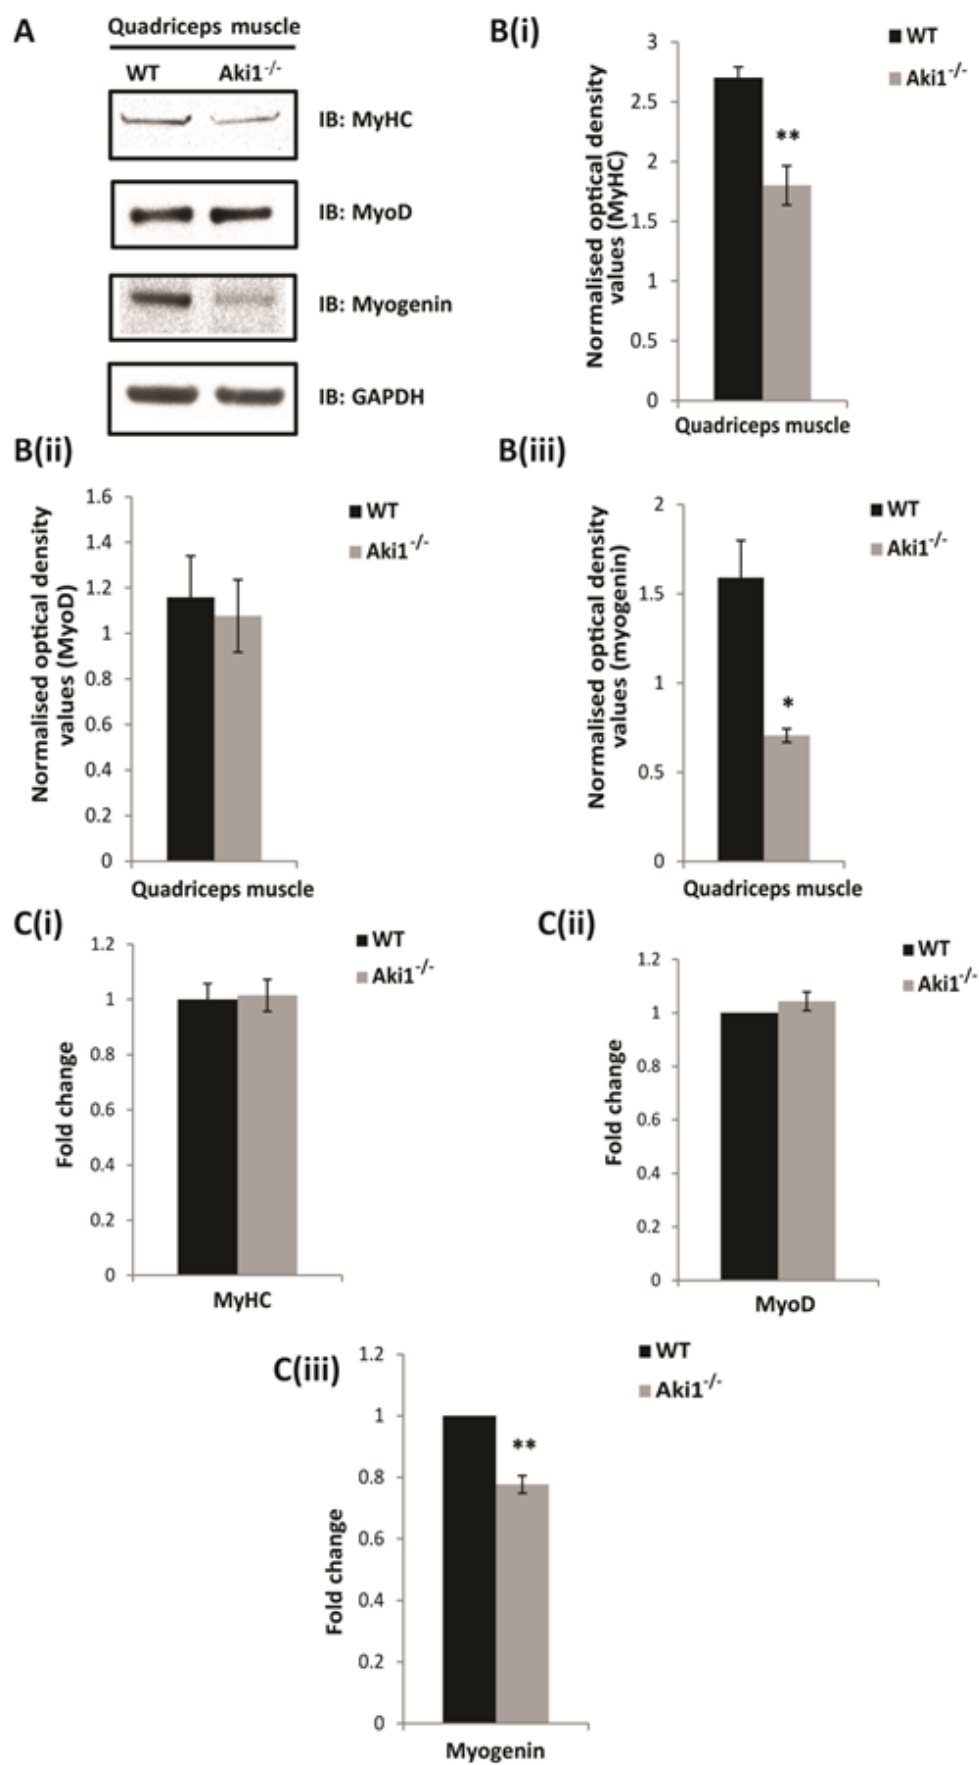 A
Quadriceps muscle
WT Aki1-/-
IB: MyHC
IB: MyoD
IB: Myogenin
IB: GAPDH
B(i)
WT
Aki1-/-
3
2.5
2
1.5
1
0.5
0
**
Normalised optical density
values (MyHC)
Quadriceps muscle
B(ii)
WT
Aki1-/-
1.6
1.4
1.2
1
0.8
0.6
0.4
0.2
0
Normalised optical density
values (MyoD)
Quadriceps muscle
B(iii)
WT
Aki1-/-
2
1.5
1
0.5
0
*
Normalised optical density
values (myogenin)
Quadriceps muscle
C(i)
WT
Aki1-/-
1.2
1
0.8
0.6
0.4
0.2
0
Fold change
MyHC
C(ii)
WT
Aki1-/-
1.2
1
0.8
0.6
0.4
0.2
0
Fold change
MyoD
C(iii)
WT
Aki1-/-
1.2
1
0.8
0.6
0.4
0.2
0
**
Fold change
Myogenin